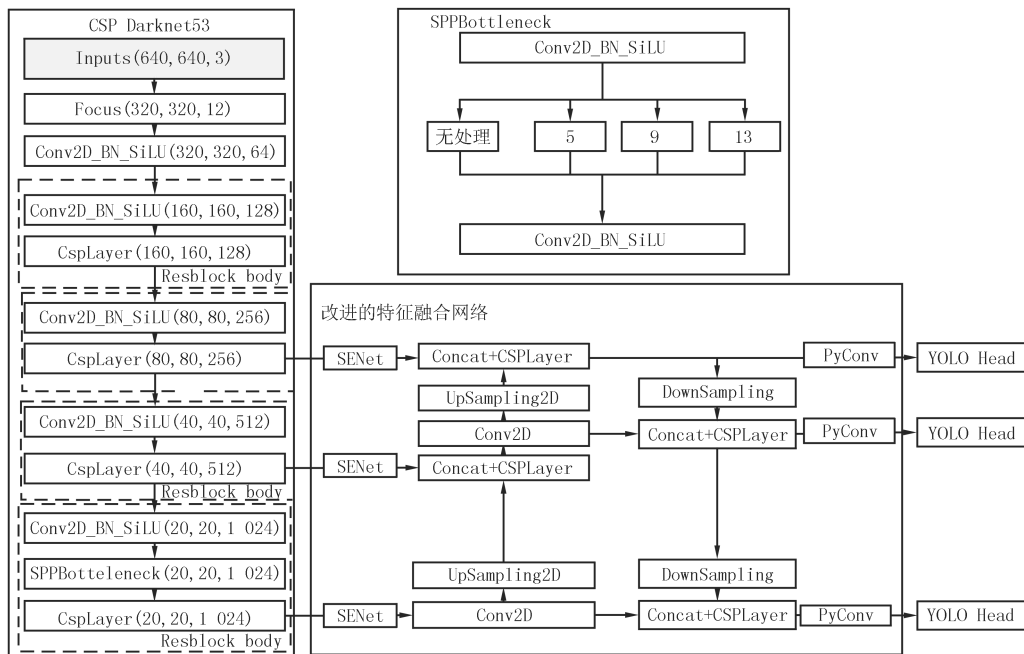 CSP Darknet53
Inputs(640,640,3)
Focus(320,320,12)
Conv2D_BN_SiLU(320,320,64)
Conv2D_BN_SiLU(160,160,128)
CspLayer(160,160,128)
Resblock body
Conv2D_BN_SiLU(80,80,256)
CspLayer(80,80,256)
Conv2D_BN_SiLU(40,40,512)
CspLayer(40,40,512)
Resblock body
Conv2D_BN_SiLU(20,20,1 024)
SPPBotteleneck(20,20,1 024)
CspLayer(20,20,1 024)
Resblock body
SPPBottleneck
Conv2D_BN_SiLU
无处理
5
9
13
Conv2D_BN_SiLU
改进的特征融合网络
SENet
Concat+CSPLayer
PyConv
YOLO Head
UpSampling2D
DownSampling
Conv2D
Concat+CSPLayer
PyConv
YOLO Head
SENet
Concat+CSPLayer
UpSampling2D
DownSampling
SENet
Conv2D
Concat+CSPLayer
PyConv
YOLO Head